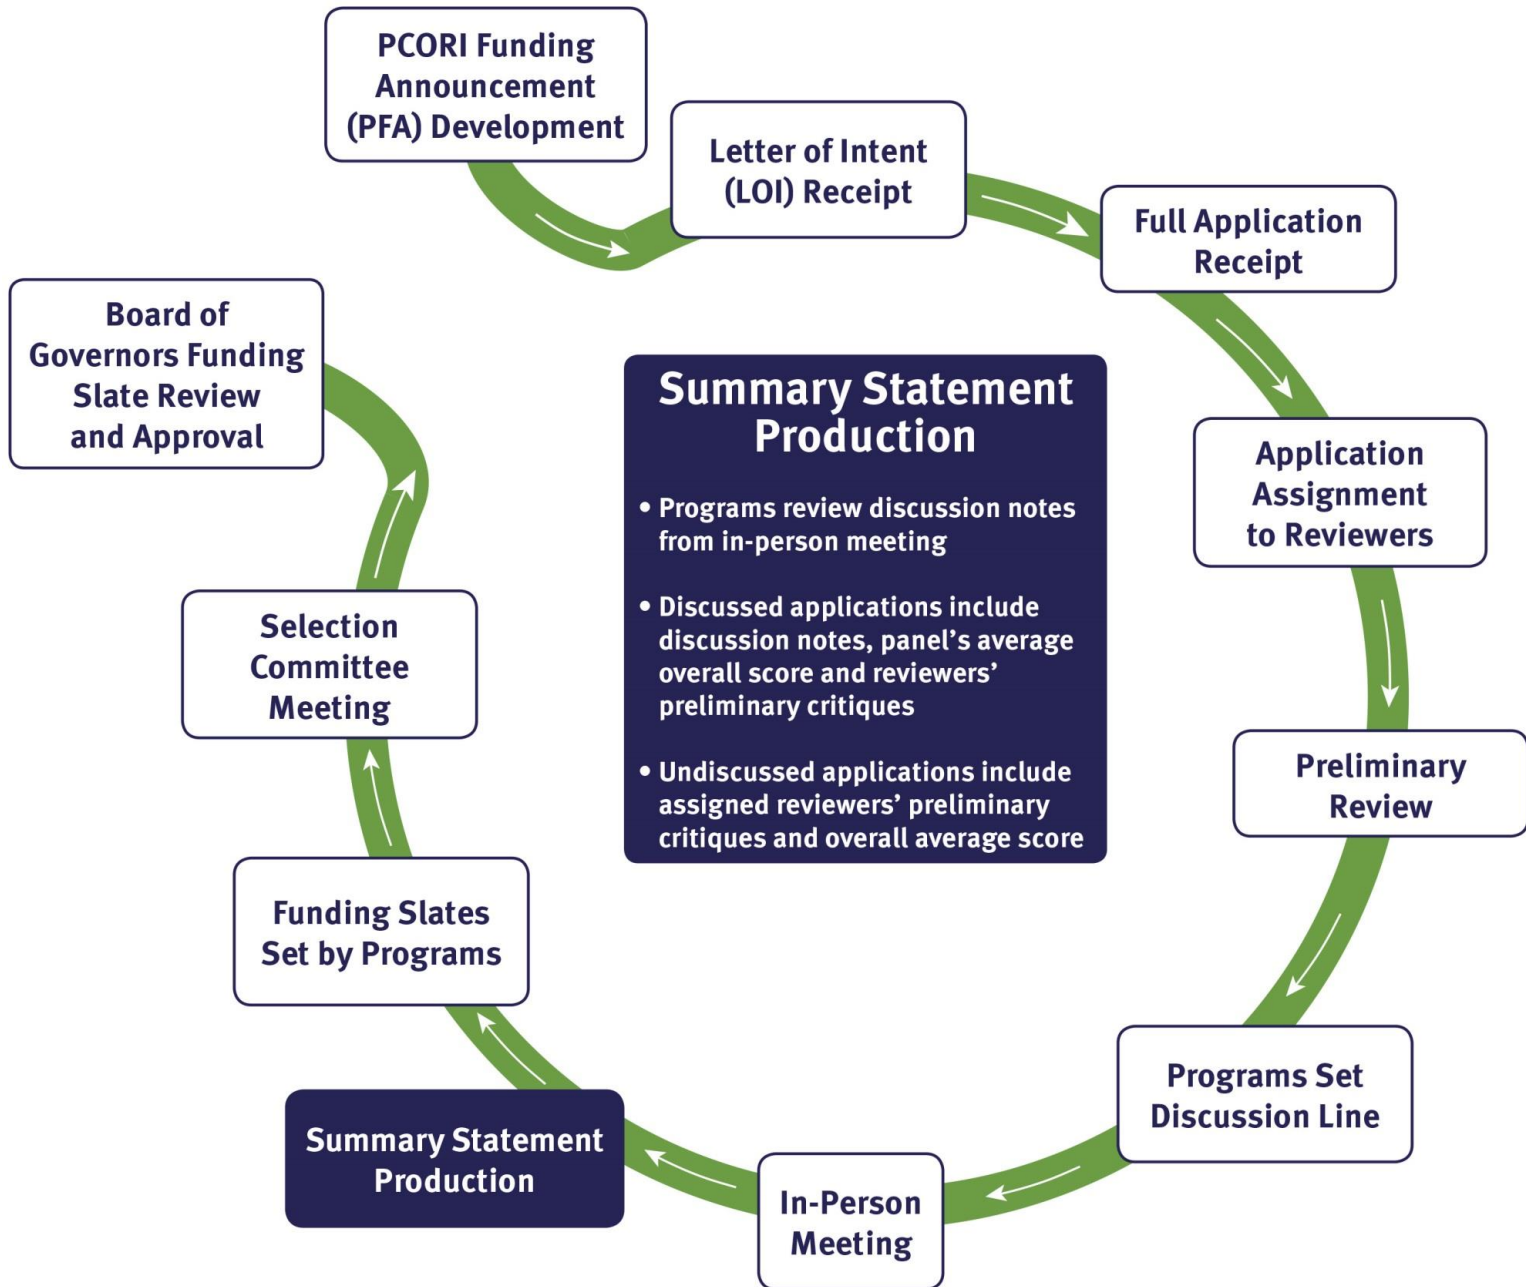 PCORI Funding
Announcement
(PFA) Development
Letter of Intent
(LOI) Receipt
Full Application
Receipt
Application
Assignment
to Reviewers
Preliminary
Review
Programs Set
Discussion Line
In-Person
Meeting
Summary Statement
Production
Funding Slates
Set by Programs
Selection
Committee
Meeting
Board of
Governors Funding
Slate Review
and Approval
Summary Statement
Production
• Programs review discussion notes
from in-person meeting
• Discussed applications include
discussion notes, panel’s average
overall score and reviewers’
preliminary critiques
• Undiscussed applications include
assigned reviewers’ preliminary
critiques and overall average score